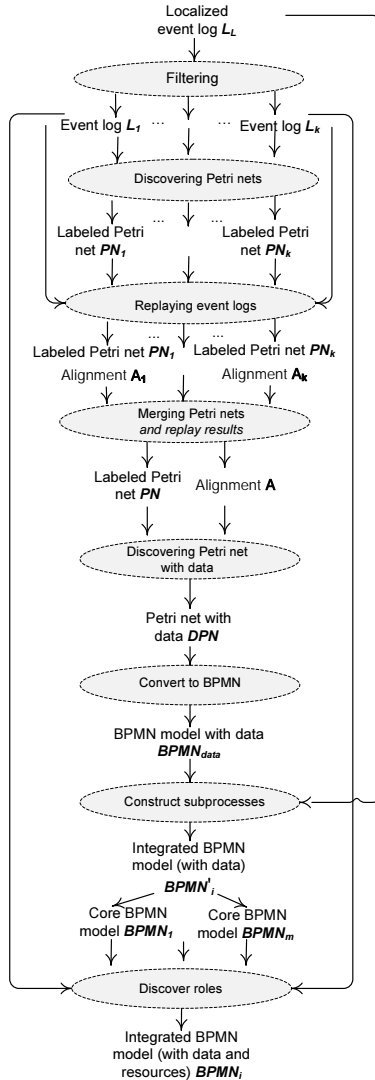 Localized
event log L_L
Filtering
Event log L_1 ... ... Event log L_k
Discovering Petri nets
Labeled Petri ... ... Labeled Petri
net PN_1 net PN_k
Replaying event logs
... ...
Labeled Petri net PN_1 Labeled Petri net PN_k
Alignment A_1 Alignment A_k
Merging Petri nets
and replay results
Labeled Petri
net PN Alignment A
Discovering Petri net
with data
Petri net with
data DPN
Convert to BPMN
BPMN model with data
BPMN_data
Construct subprocesses
Integrated BPMN
model (with data)
BPMN'_i
Core BPMN Core BPMN
model BPMN_1 model BPMN_m
Discover roles
Integrated BPMN
model (with data and
resources) BPMN_i